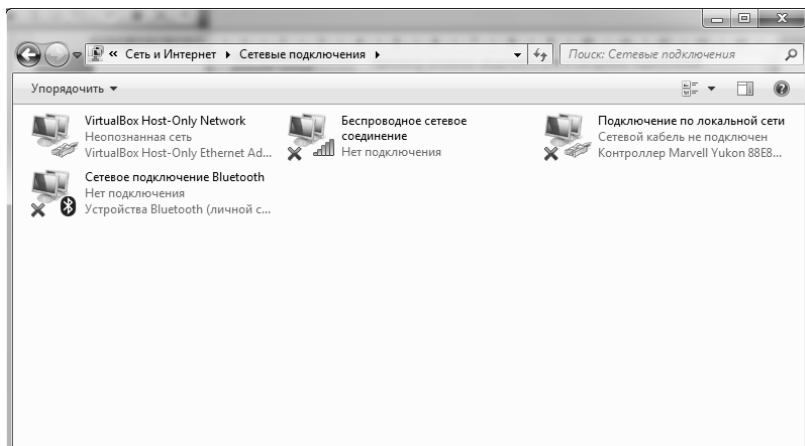 « Сеть и Интернет ▸ Сетевые подключения ▸
Поиск: Сетевые подключения
Упорядочить ▾
VirtualBox Host-Only Network
Неопознанная сеть
VirtualBox Host-Only Ethernet Ad...
Беспроводное сетевое
соединение
Нет подключения
Подключение по локальной сети
Сетевой кабель не подключен
Контроллер Marvell Yukon 88E8...
Сетевое подключение Bluetooth
Нет подключения
Устройства Bluetooth (личной с...